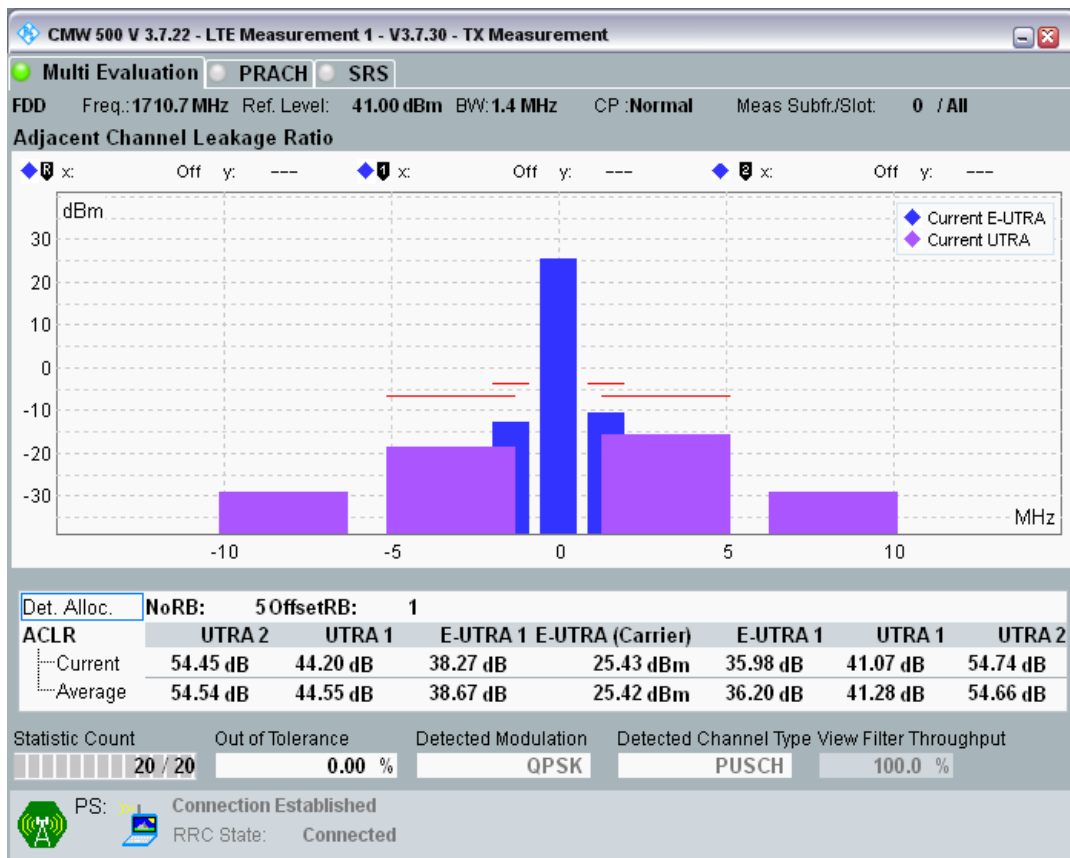 CMW 500 V 3.7.22 - LTE Measurement 1 - V3.7.30 - TX Measurement
Multi Evaluation PRACH SRS
FDD Freq.: 1710.7 MHz Ref. Level: 41.00 dBm BW: 1.4 MHz CP :Normal Meas Subfr./Slot: 0 / All
Adjacent Channel Leakage Ratio
R x: Off y: --- 1 x: Off y: --- 2 x: Off y: ---
dBm
Current E-UTRA
Current UTRA
30
20
10
0
-10
-20
-30
MHz
-10 -5 0 5 10
Det. Alloc. NoRB: 5 OffsetRB: 1
ACLR UTRA 2 UTRA 1 E-UTRA 1 E-UTRA (Carrier) E-UTRA 1 UTRA 1 UTRA 2
Current 54.45 dB 44.20 dB 38.27 dB 25.43 dBm 35.98 dB 41.07 dB 54.74 dB
Average 54.54 dB 44.55 dB 38.67 dB 25.42 dBm 36.20 dB 41.28 dB 54.66 dB
Statistic Count Out of Tolerance Detected Modulation Detected Channel Type View Filter Throughput
20 / 20 0.00 % QPSK PUSCH 100.0 %
PS: Connection Established
RRC State: Connected